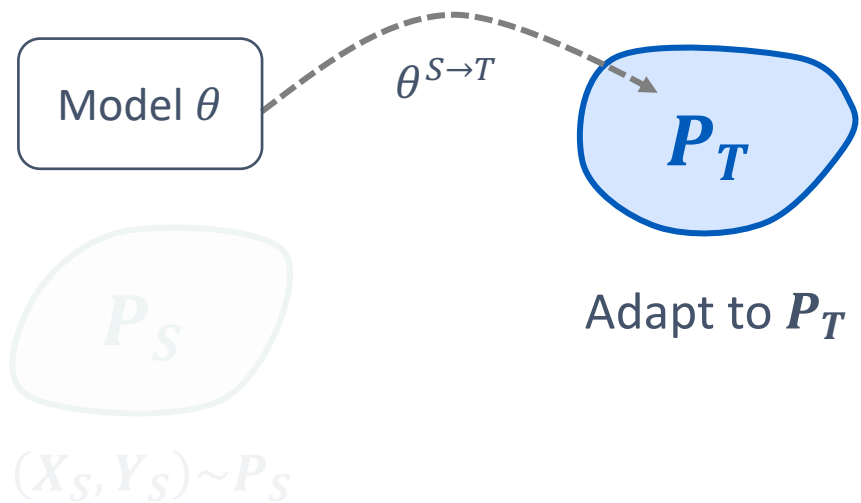 Model θ
θ^{S→T}
P_T
P_S
Adapt to P_T
(X_S, Y_S)~P_S